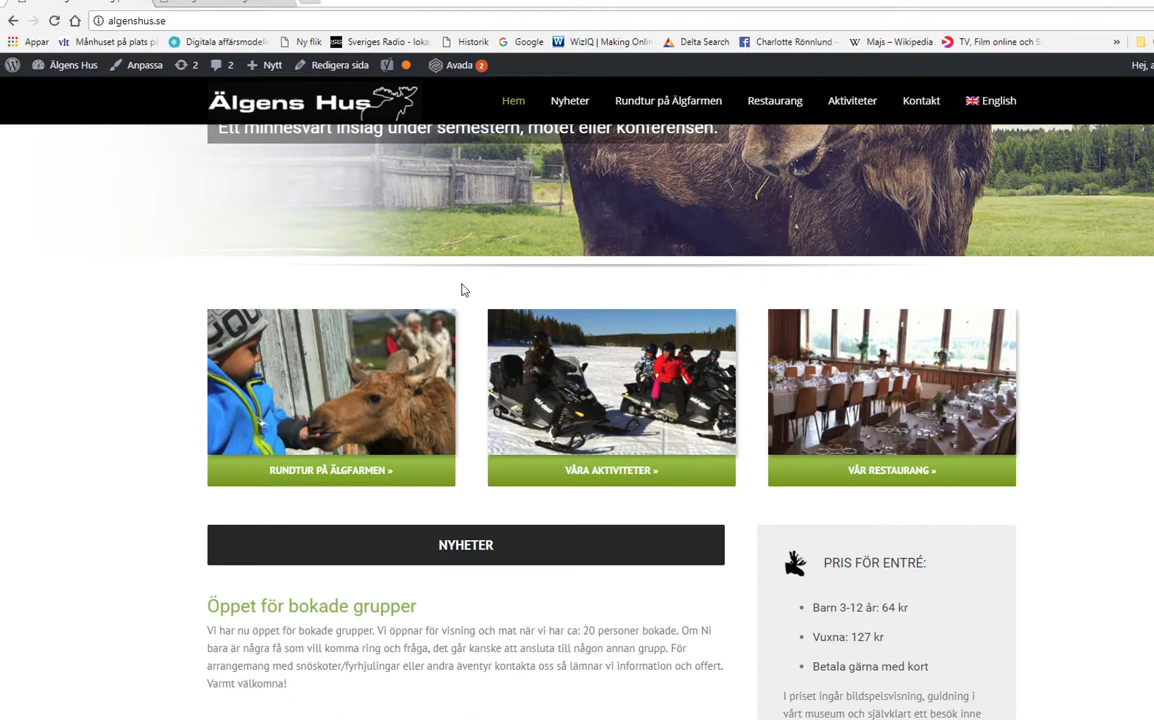 algenshus.se
Appar Månhuset på plats på Digitala affärsmodell Ny flik Sveriges Radio - loka Historik Google WizIQ | Making Onli Delta Search Charlotte Rönnlund Majs – Wikipedia TV, Film online och S »
Älgens Hus Anpassa 2 2 Nytt Redigera sida Avada 2 Hej, a
Älgens Hus Hem Nyheter Rundtur på Älgfarmen Restaurang Aktiviteter Kontakt English
Ett minnesvärt inslag under semestern, mötet eller konferensen.
RUNDTUR PÅ ÄLGFARMEN » VÅRA AKTIVITETER » VÅR RESTAURANG »
NYHETER
PRIS FÖR ENTRÉ:
Öppet för bokade grupper
Vi har nu öppet för bokade grupper. Vi öppnar för visning och mat när vi har ca: 20 personer bokade. Om Ni
bara är några få som vill komma ring och fråga, det går kanske att ansluta till någon annan grupp. För
arrangemang med snöskoter/fyrhjulingar eller andra äventyr kontakta oss så lämnar vi information och offert.
Varmt välkomna!
Barn 3-12 år: 64 kr
Vuxna: 127 kr
Betala gärna med kort
I priset ingår bildspelsvisning, guidning i
vårt museum och självklart ett besök inne